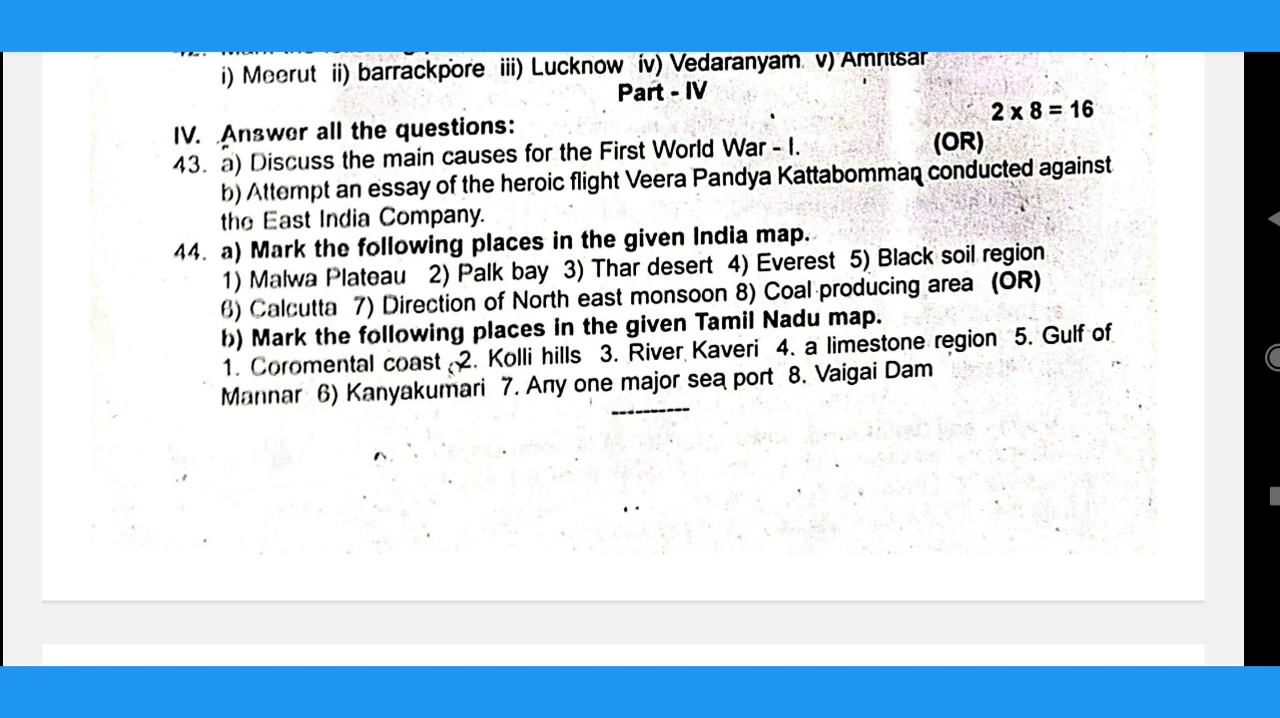 i) Meerut ii) barrackpore iii) Lucknow iv) Vedaranyam v) Amritsar
Part - IV
IV. Answer all the questions: 2 x 8 = 16
43. a) Discuss the main causes for the First World War - I. (OR)
b) Attempt an essay of the heroic flight Veera Pandya Kattabomman conducted against
the East India Company.
44. a) Mark the following places in the given India map.
1) Malwa Plateau 2) Palk bay 3) Thar desert 4) Everest 5) Black soil region
6) Calcutta 7) Direction of North east monsoon 8) Coal producing area (OR)
b) Mark the following places in the given Tamil Nadu map.
1. Coromental coast 2. Kolli hills 3. River Kaveri 4. a limestone region 5. Gulf of
Mannar 6) Kanyakumari 7. Any one major sea port 8. Vaigai Dam
----------